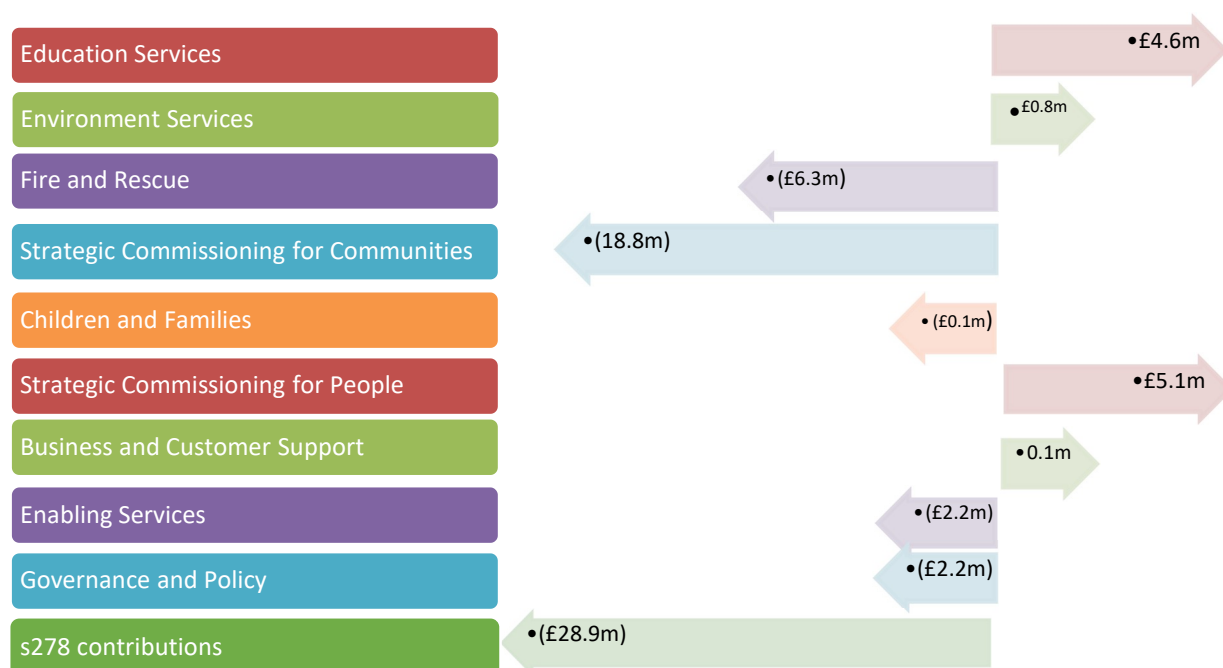 Education Services
•£4.6m
Environment Services
•£0.8m
Fire and Rescue
•(£6.3m)
Strategic Commissioning for Communities
•(18.8m)
Children and Families
•(£0.1m)
Strategic Commissioning for People
•£5.1m
Business and Customer Support
•0.1m
Enabling Services
•(£2.2m)
Governance and Policy
•(£2.2m)
s278 contributions
•(£28.9m)